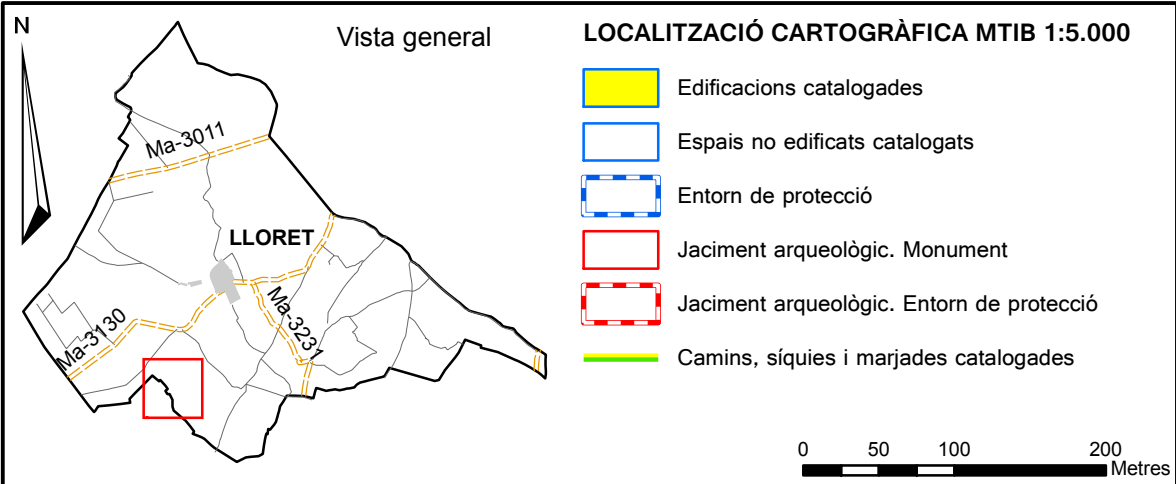 N
Vista general
Ma-3011
LLORET
Ma-3130
Ma-3231
LOCALITZACIÓ CARTOGRÀFICA MTIB 1:5.000
Edificacions catalogades
Espais no edificats catalogats
Entorn de protecció
Jaciment arqueològic. Monument
Jaciment arqueològic. Entorn de protecció
Camins, síquies i marjades catalogades
0 50 100 200
Metres